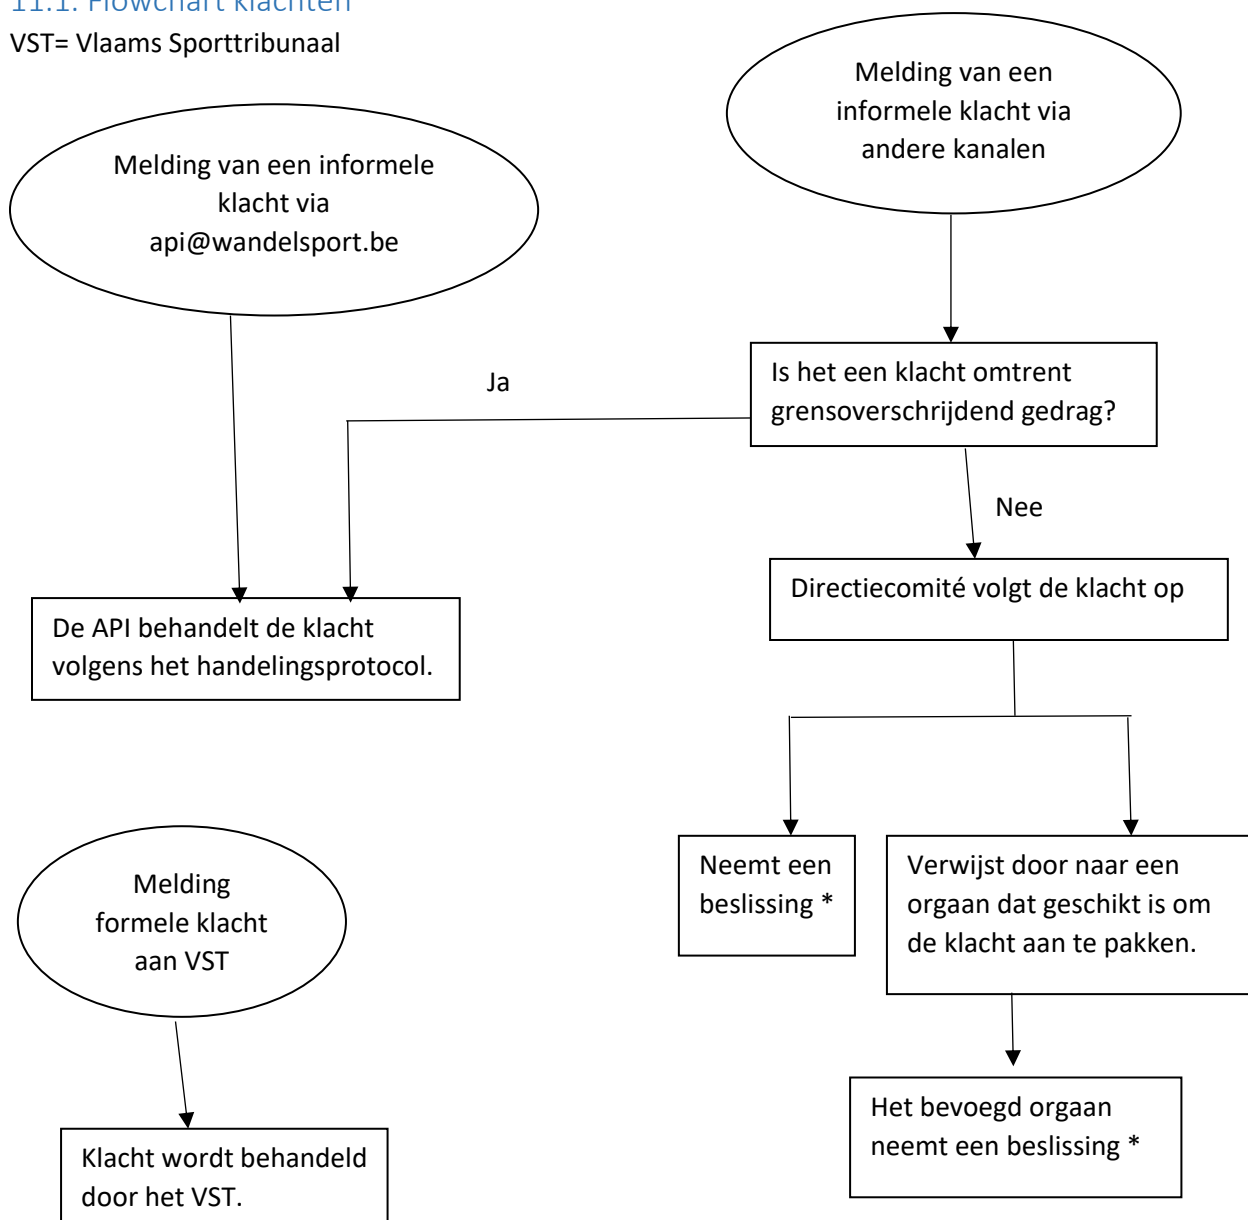 11.1. Flowchart klachten
VST= Vlaams Sporttribunaal
Melding van een
informele klacht via
andere kanalen
Melding van een informele
klacht via
api@wandelsport.be
Is het een klacht omtrent
grensoverschrijdend gedrag?
Ja
Nee
Directiecomité volgt de klacht op
De API behandelt de klacht
volgens het handelingsprotocol.
Neemt een
beslissing *
Verwijst door naar een
orgaan dat geschikt is om
de klacht aan te pakken.
Het bevoegd orgaan
neemt een beslissing *
Melding
formele klacht
aan VST
Klacht wordt behandeld
door het VST.